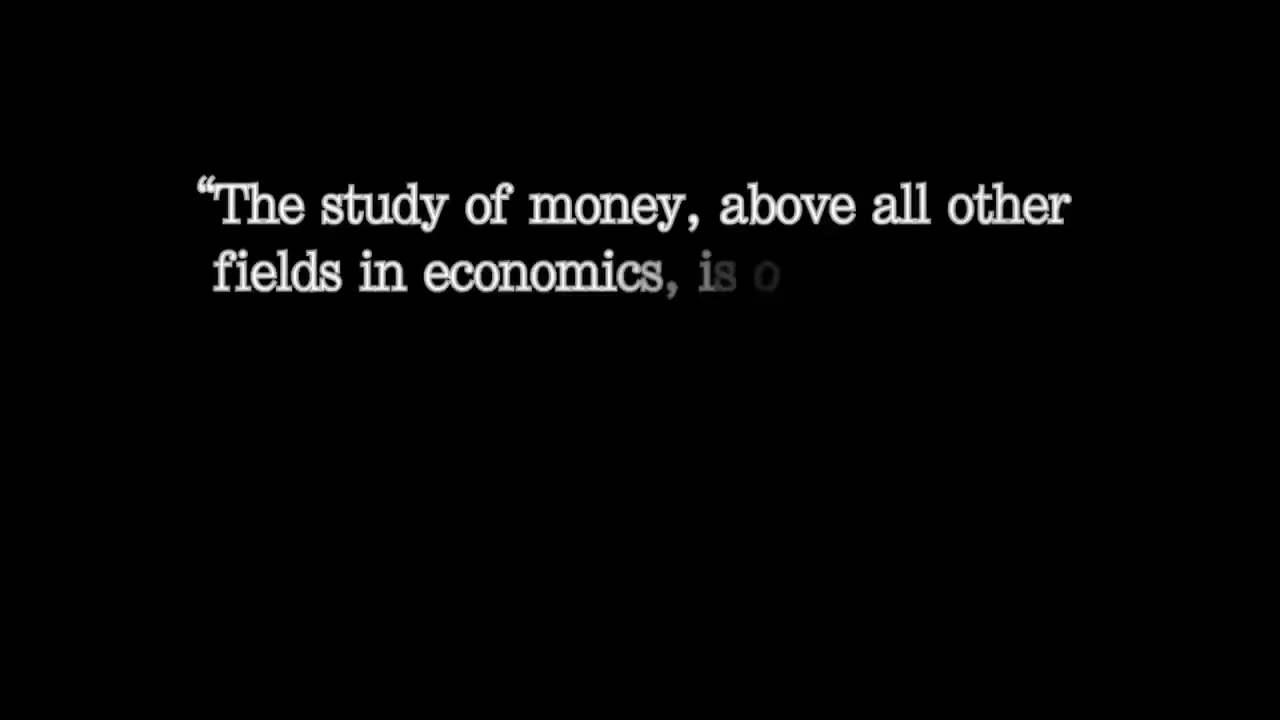 “The study of money, above all other
fields in economics, is o